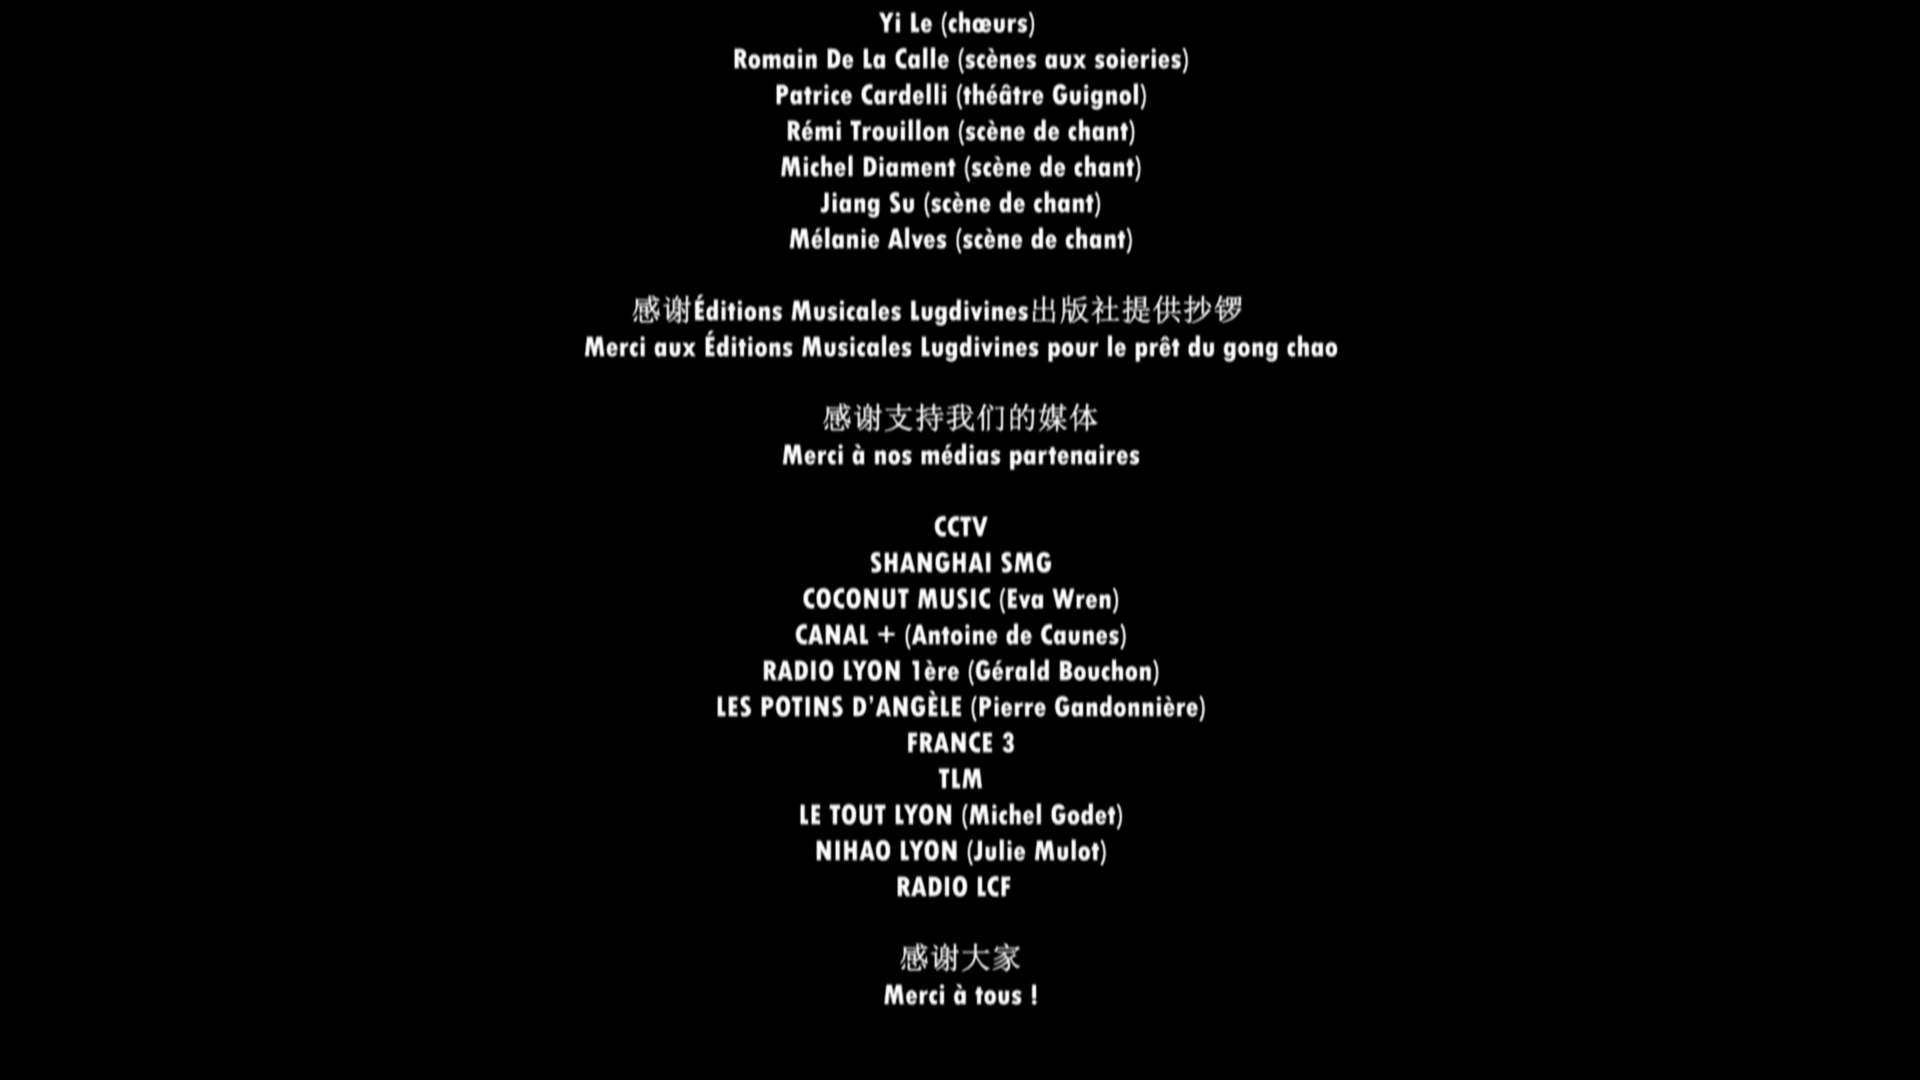 Yi Le (chœurs)
Romain De La Calle (scènes aux soieries)
Patrice Cardelli (théâtre Guignol)
Rémi Trouillon (scène de chant)
Michel Diament (scène de chant)
Jiang Su (scène de chant)
Mélanie Alves (scène de chant)
感谢Éditions Musicales Lugdivines出版社提供抄锣
Merci aux Éditions Musicales Lugdivines pour le prêt du gong chao
感谢支持我们的媒体
Merci à nos médias partenaires
CCTV
SHANGHAI SMG
COCONUT MUSIC (Eva Wren)
CANAL + (Antoine de Caunes)
RADIO LYON 1ère (Gérald Bouchon)
LES POTINS D’ANGÈLE (Pierre Gandonnière)
FRANCE 3
TLM
LE TOUT LYON (Michel Godet)
NIHAO LYON (Julie Mulot)
RADIO LCF
感谢大家
Merci à tous !